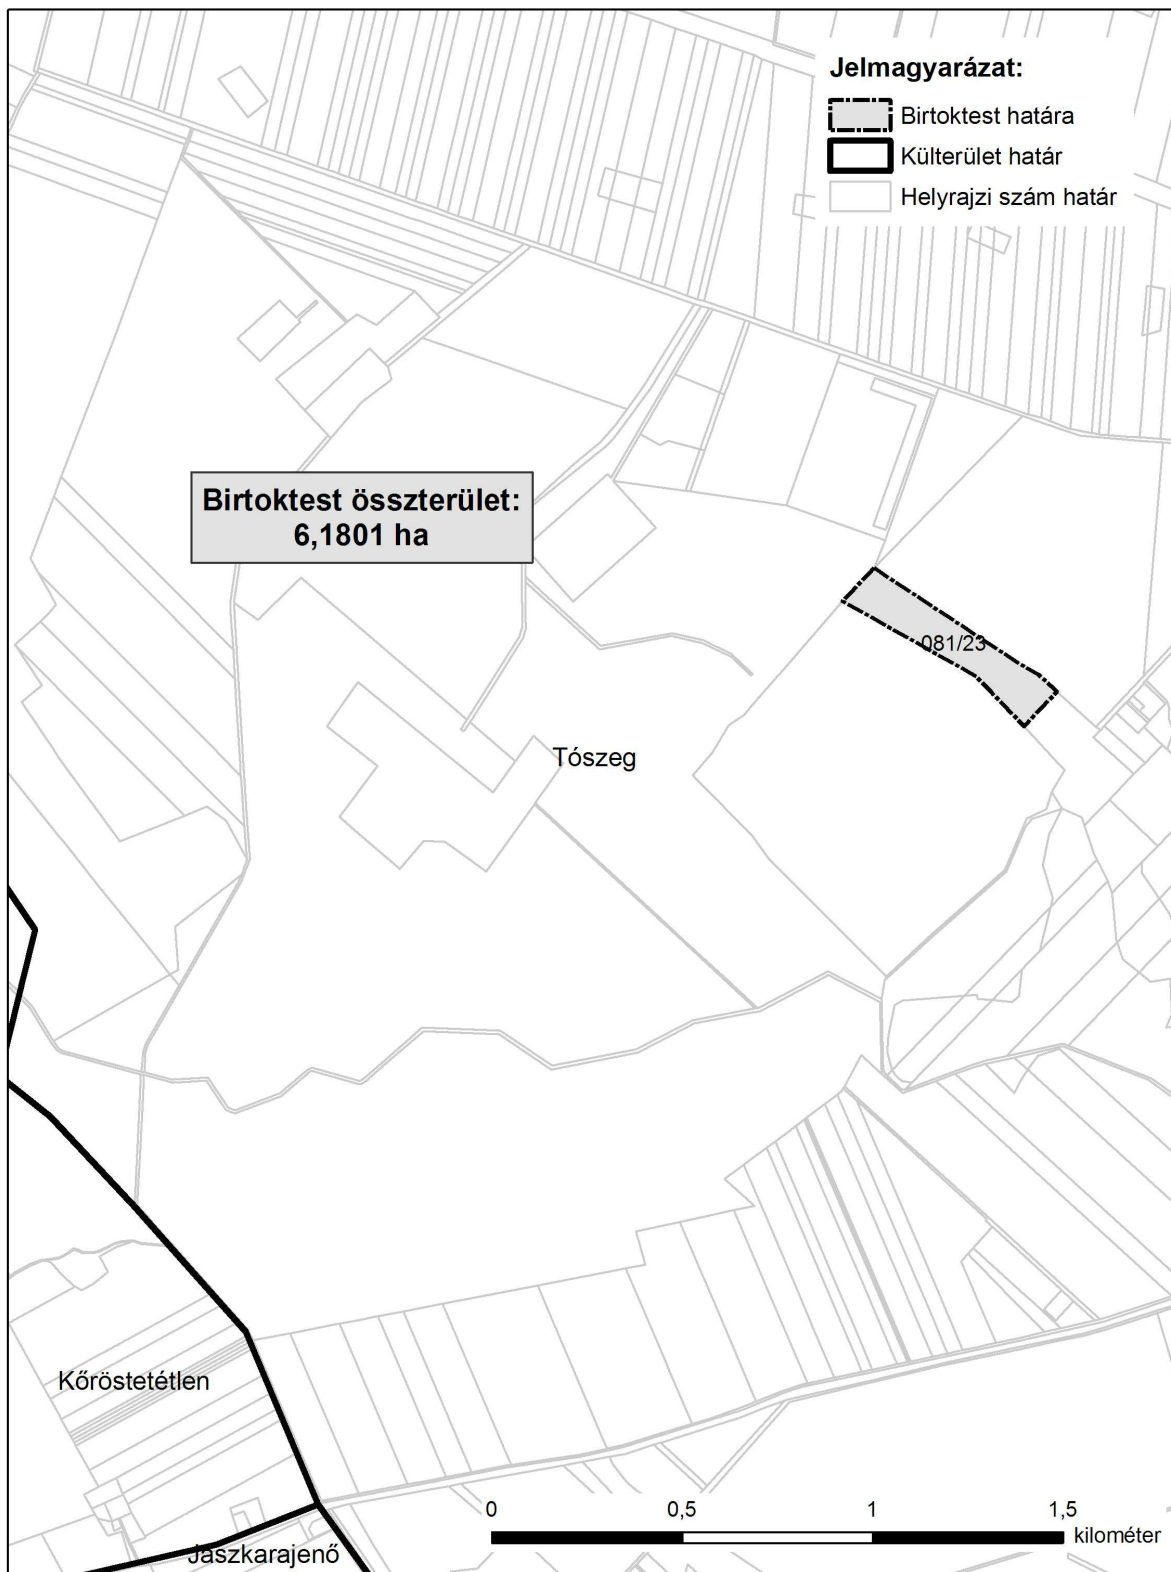 Jelmagyarázat:
Birtoktest határa
Külterület határ
Helyrajzi szám határ
Birtoktest összterület:
6,1801 ha
081/23
Tószeg
Kőröstetétlen
Jászkarajenő
0 0,5 1 1,5
kilométer